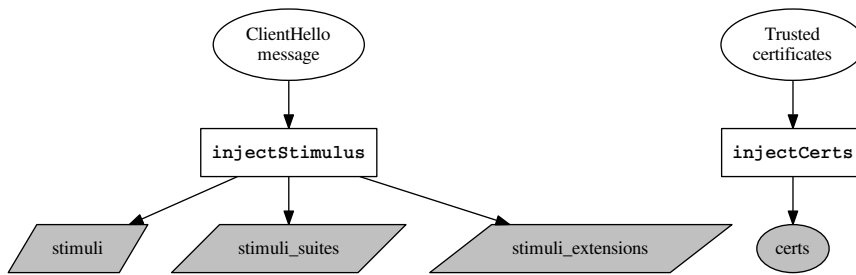 ClientHello
message
Trusted
certificates
injectStimulus
injectCerts
stimuli
stimuli_suites
stimuli_extensions
certs